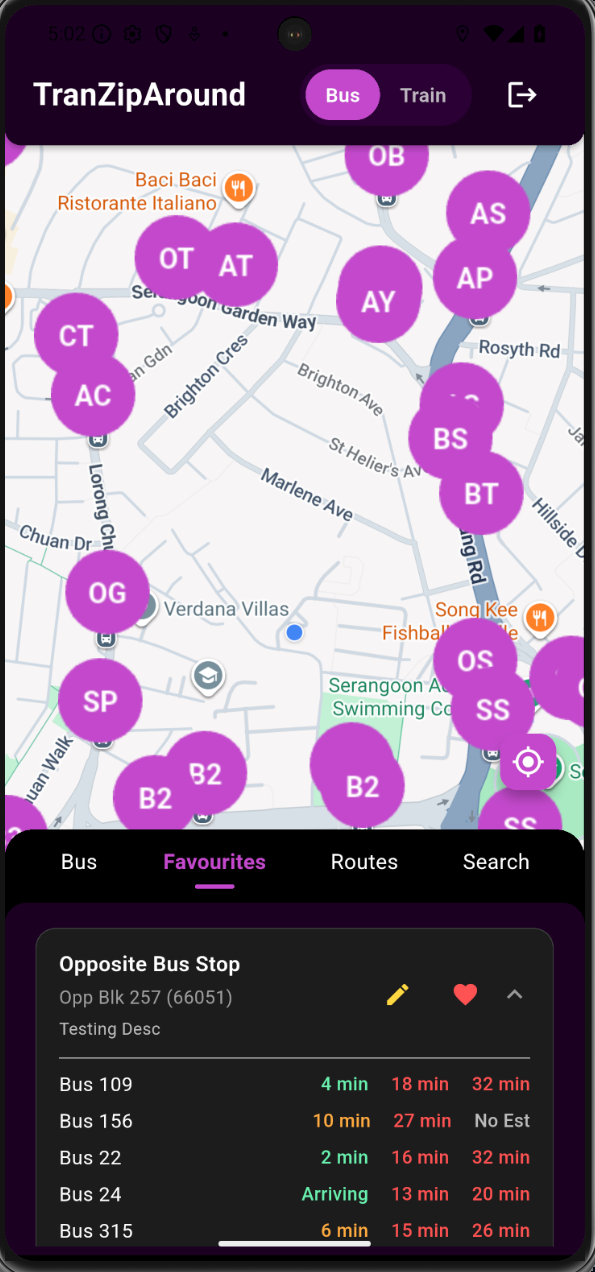 5:02
TranZipAround
Bus
Train
OB
Baci Baci
Ristorante Italiano
AS
OT
AT
AP
AY
Garden Way
CT
Rosyth Rd
Brighton Cres
Brighton Ave
AC
BS
St Helier's Av
BT
Marlene Ave
Lorong Chu
Chuan Dr
Hillside
OG
Verdana Villas
Song Kee
Fishball
OS
Serangoon
Swimming
SP
SS
B2
B2
B2
SS
Bus
Favourites
Routes
Search
Opposite Bus Stop
Opp Blk 257 (66051)
Testing Desc
Bus 109 4 min 18 min 32 min
Bus 156 10 min 27 min No Est
Bus 22 2 min 16 min 32 min
Bus 24 Arriving 13 min 20 min
Bus 315 6 min 15 min 26 min